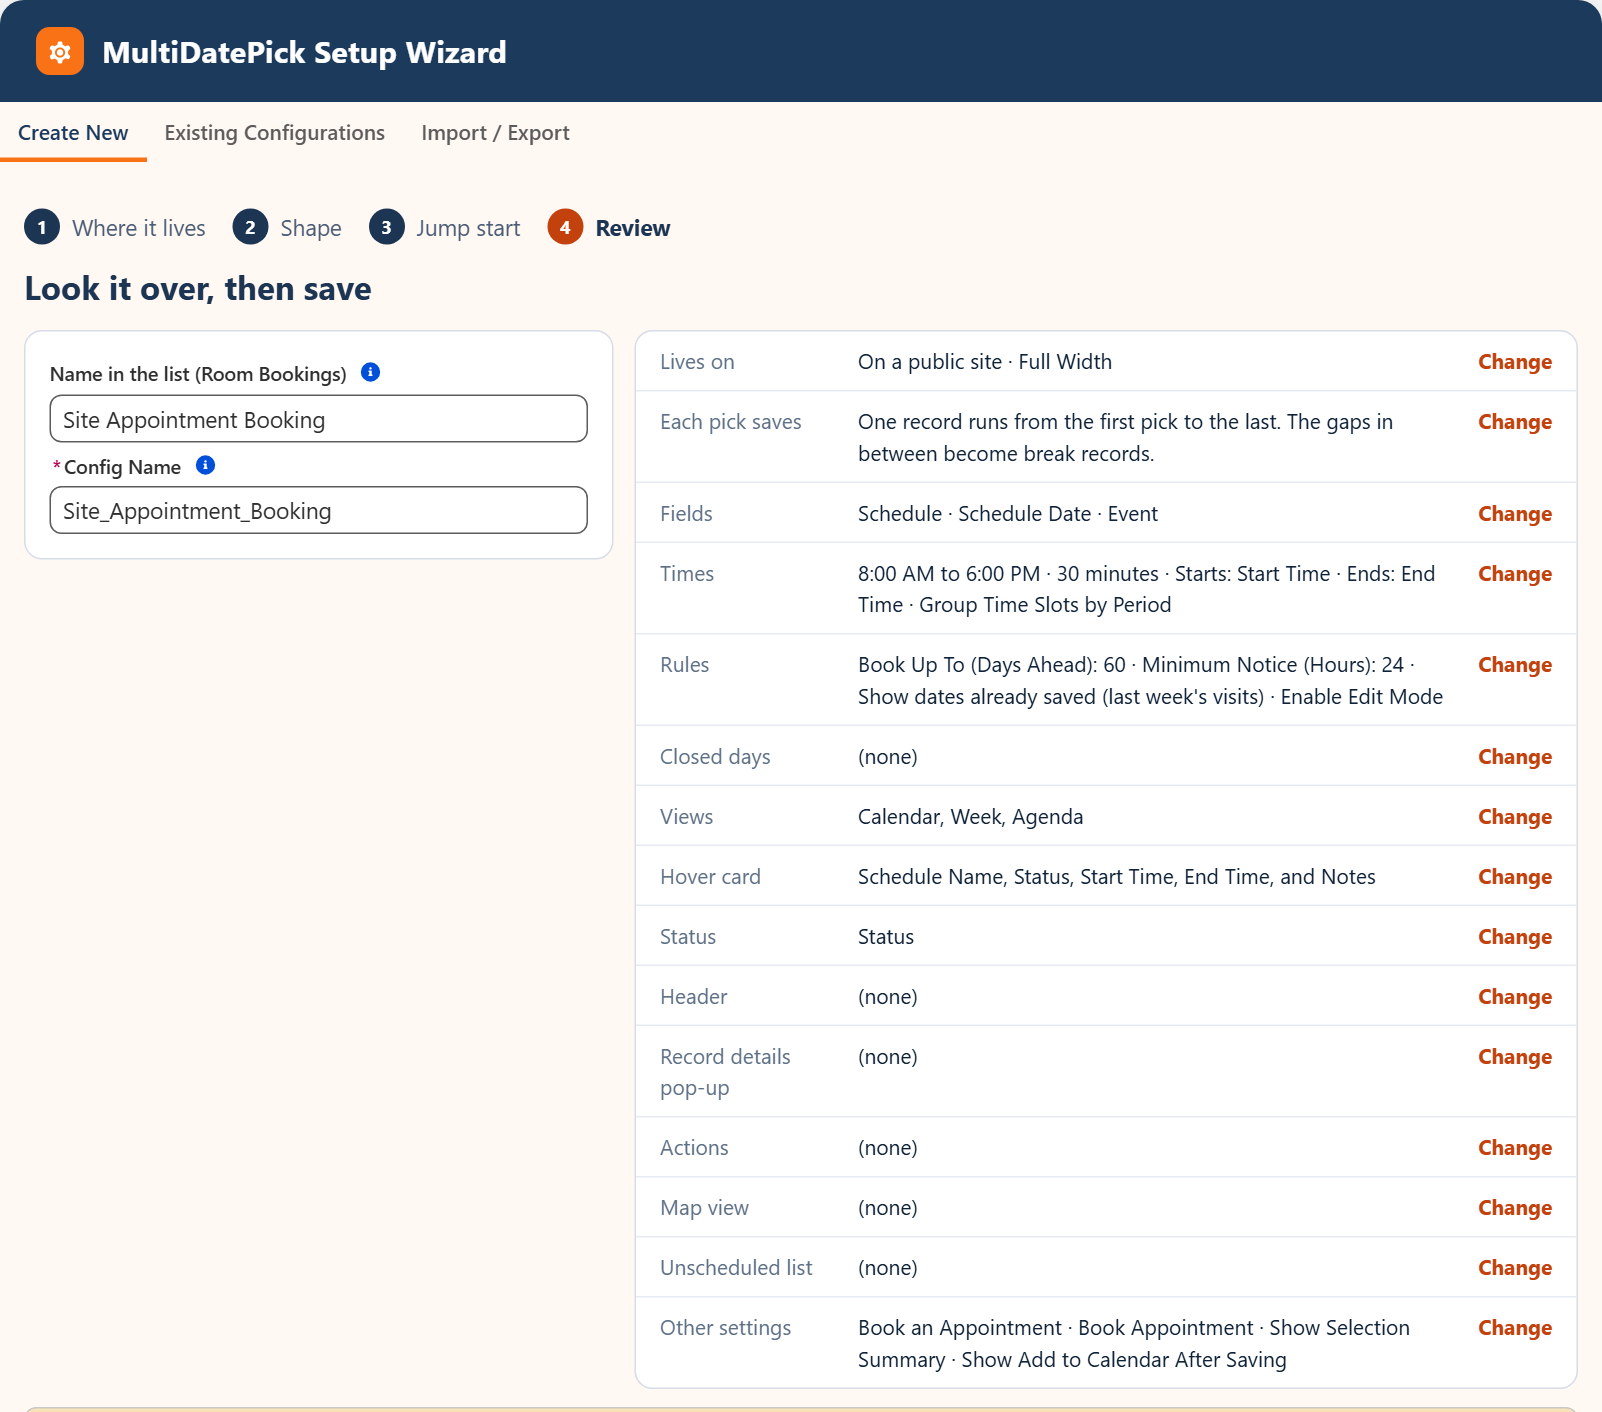 MultiDatePick Setup Wizard
Create New
Existing Configurations
Import / Export
1 Where it lives
2 Shape
3 Jump start
4 Review
Look it over, then save
Name in the list (Room Bookings)
Site Appointment Booking
*Config Name
Site_Appointment_Booking
Lives on
On a public site · Full Width
Change
Each pick saves
One record runs from the first pick to the last. The gaps in
between become break records.
Change
Fields
Schedule · Schedule Date · Event
Change
Times
8:00 AM to 6:00 PM · 30 minutes · Starts: Start Time · Ends: End
Time · Group Time Slots by Period
Change
Rules
Book Up To (Days Ahead): 60 · Minimum Notice (Hours): 24 ·
Show dates already saved (last week's visits) · Enable Edit Mode
Change
Closed days
(none)
Change
Views
Calendar, Week, Agenda
Change
Hover card
Schedule Name, Status, Start Time, End Time, and Notes
Change
Status
Status
Change
Header
(none)
Change
Record details
pop-up
(none)
Change
Actions
(none)
Change
Map view
(none)
Change
Unscheduled list
(none)
Change
Other settings
Book an Appointment · Book Appointment · Show Selection
Summary · Show Add to Calendar After Saving
Change